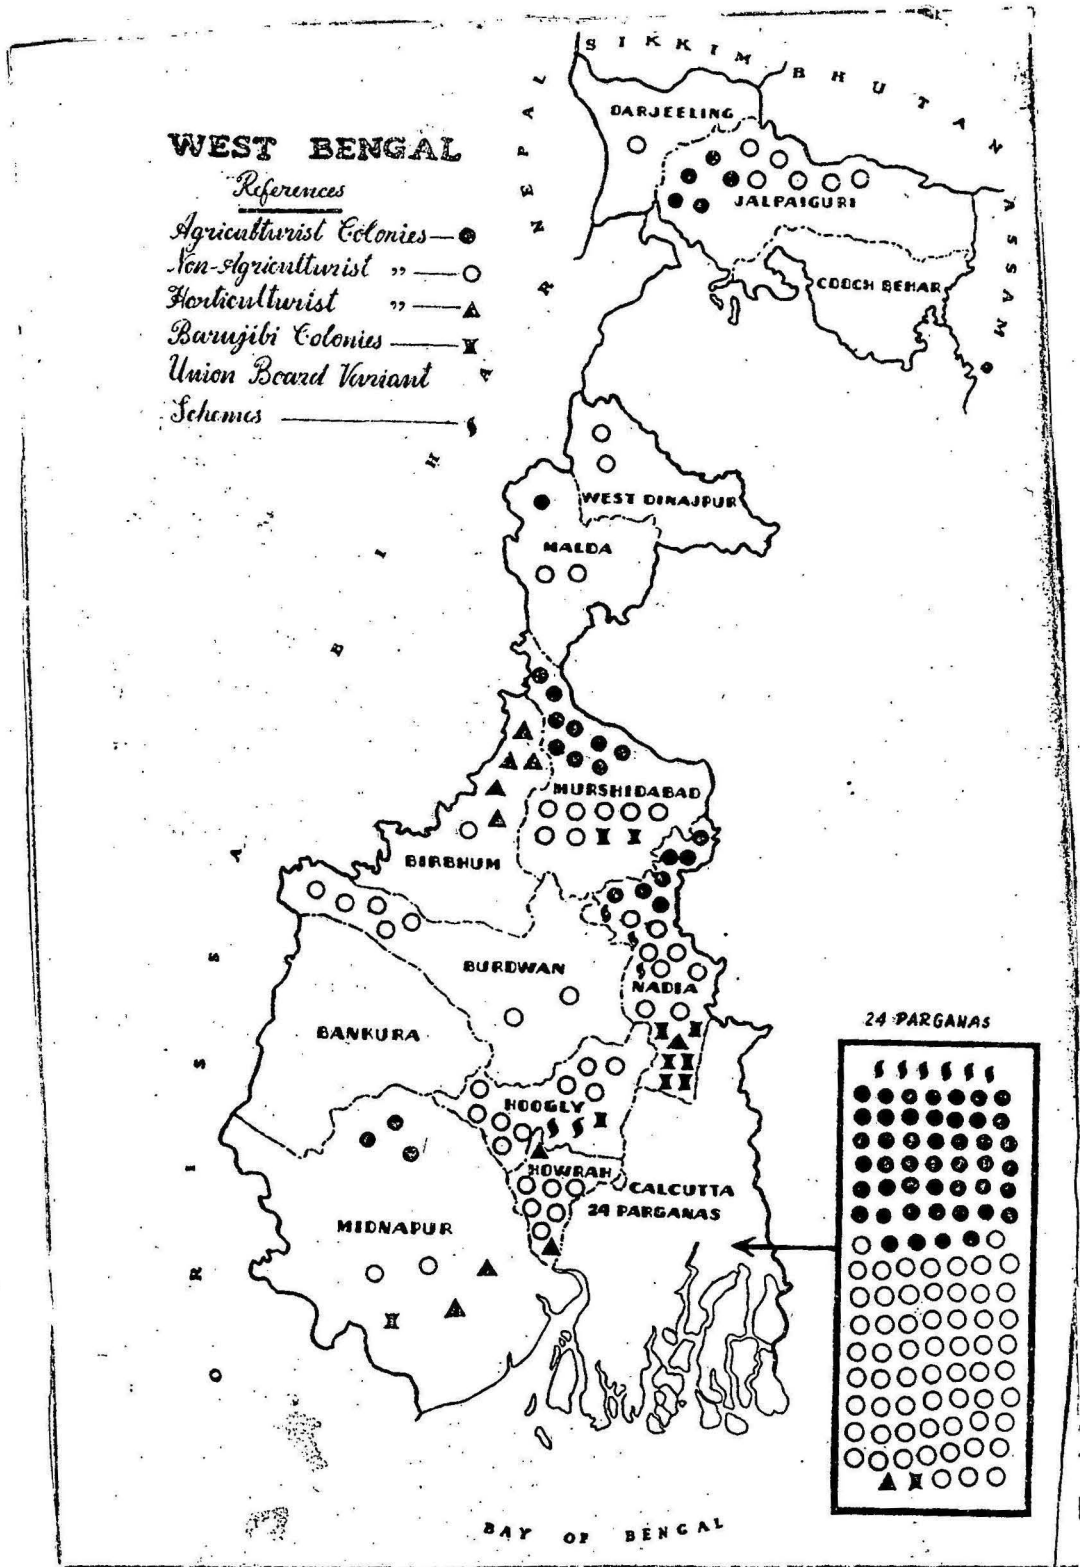 SIKKIM
BHUTAN
NEPAL
ASSAM
WEST BENGAL
References
Agriculturist Colonies
Non-Agriculturist „
Horticulturist „
Barujibi Colonies
Union Board Variant
Schemes
DARJEELING
JALPAIGURI
COOCH BEHAR
BIHAR
WEST DINAJPUR
MALDA
MURSHIDABAD
BIRBHUM
BURDWAN
NADIA
BANKURA
24 PARGANAS
HOOGLY
HOWRAH
CALCUTTA
24 PARGANAS
MIDNAPUR
ORISSA
BAY OF BENGAL